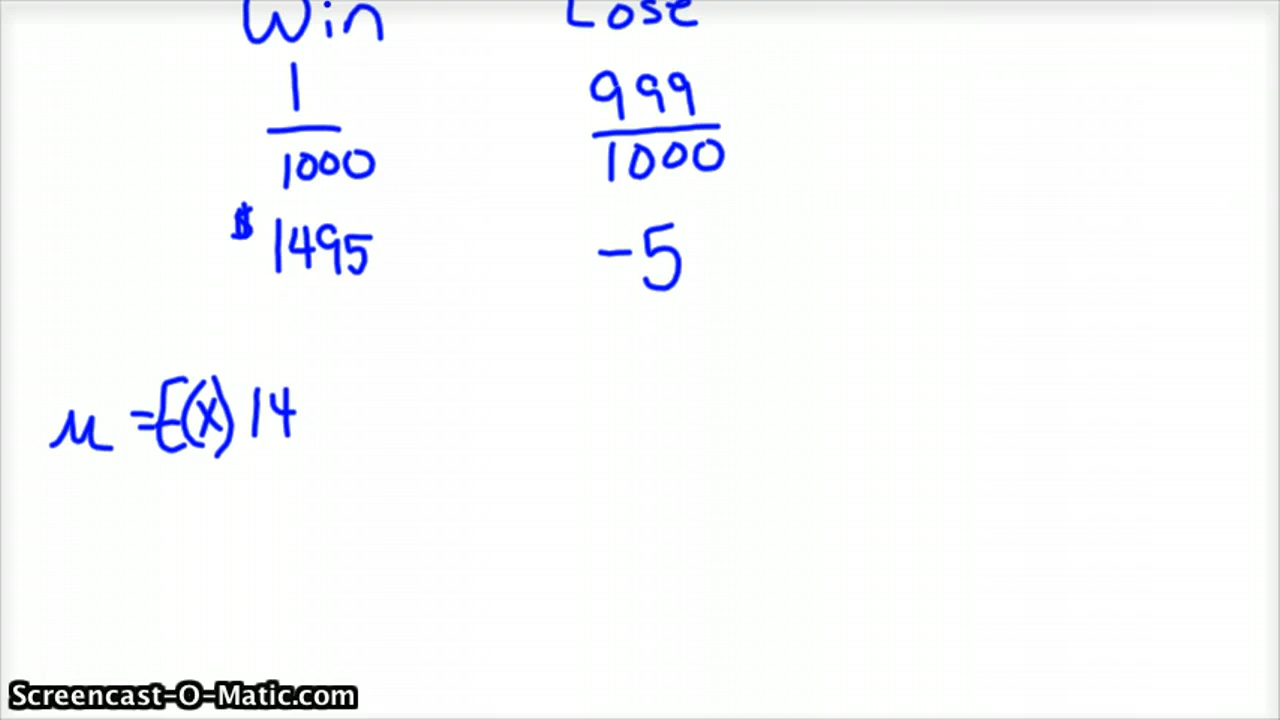 Win Lose
1/1000 999/1000
$1495 -5
μ = E(x) 14
Screencast-O-Matic.com